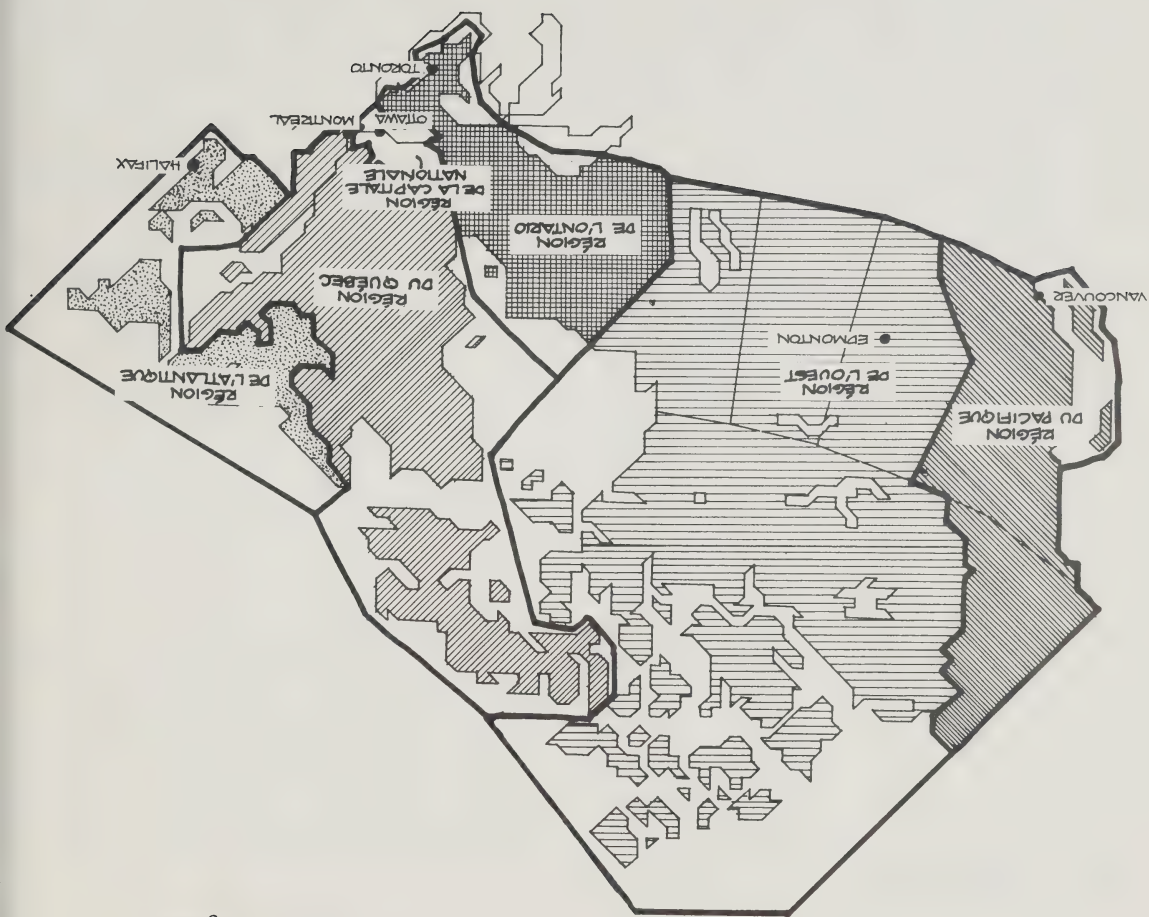 RÉGION
DU PACIFIQUE
RÉGION
DE L'OUEST
RÉGION
DE L'ATLANTIQUE
EDMONTON
VANCOUVER
RÉGION
DU QUÉBEC
RÉGION
DE L'ONTARIO
RÉGION
DE LA CAPITALE
NATIONALE
HALIFAX
OTTAWA
MONTRÉAL
TORONTO